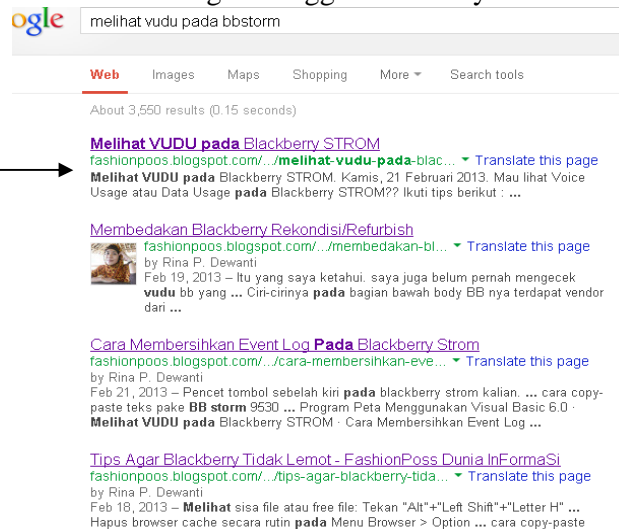 ogle melihat vudu pada bbstorm
Web Images Maps Shopping More Search tools
About 3,550 results (0.15 seconds)
Melihat VUDU pada Blackberry STROM
fashionpoos.blogspot.com/.../melihat-vudu-pada-blac... Translate this page
Melihat VUDU pada Blackberry STROM. Kamis, 21 Februari 2013. Mau lihat Voice
Usage atau Data Usage pada Blackberry STROM?? Ikuti tips berikut : ...
Membedakan Blackberry Rekondisi/Refurbish
fashionpoos.blogspot.com/.../membedakan-bl... Translate this page
by Rina P. Dewanti
Feb 19, 2013 – Itu yang saya ketahui. saya juga belum pernah mengecek
vudu bb yang ... Ciri-cirinya pada bagian bawah body BB nya terdapat vendor
dari ...
Cara Membersihkan Event Log Pada Blackberry Strom
fashionpoos.blogspot.com/.../cara-membersihkan-eve... Translate this page
by Rina P. Dewanti
Feb 21, 2013 – Pencet tombol sebelah kiri pada blackberry strom kalian. ... cara copy-
paste teks pake BB storm 9530 ... Program Peta Menggunakan Visual Basic 6.0 ·
Melihat VUDU pada Blackberry STROM · Cara Membersihkan Event Log ...
Tips Agar Blackberry Tidak Lemot - FashionPoss Dunia InFormaSi
fashionpoos.blogspot.com/.../tips-agar-blackberry-tida... Translate this page
by Rina P. Dewanti
Feb 18, 2013 – Melihat sisa file atau free file: Tekan "Alt"+"Left Shift"+"Letter H" ...
Hapus browser cache secara rutin pada Menu Browser > Option ... cara copy-paste